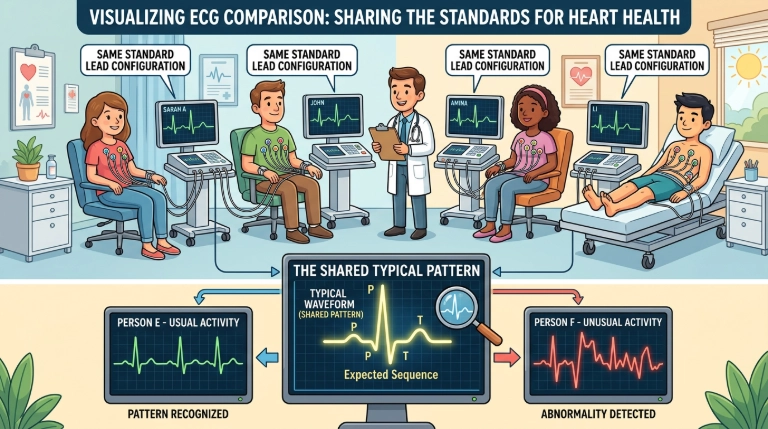 VISUALIZING ECG COMPARISON: SHARING THE STANDARDS FOR HEART HEALTH
SAME STANDARD
LEAD CONFIGURATION
SAME STANDARD
LEAD CONFIGURATION
SAME STANDARD
LEAD CONFIGURATION
SAME STANDARD
LEAD CONFIGURATION
SARAH A
JOHN
AMINA
LI
THE SHARED TYPICAL PATTERN
TYPICAL
WAVEFORM
(SHARED PATTERN)
P
P
T
P
T
Expected Sequence
PERSON E - USUAL ACTIVITY
PATTERN RECOGNIZED
PERSON F - UNUSUAL ACTIVITY
ABNORMALITY DETECTED